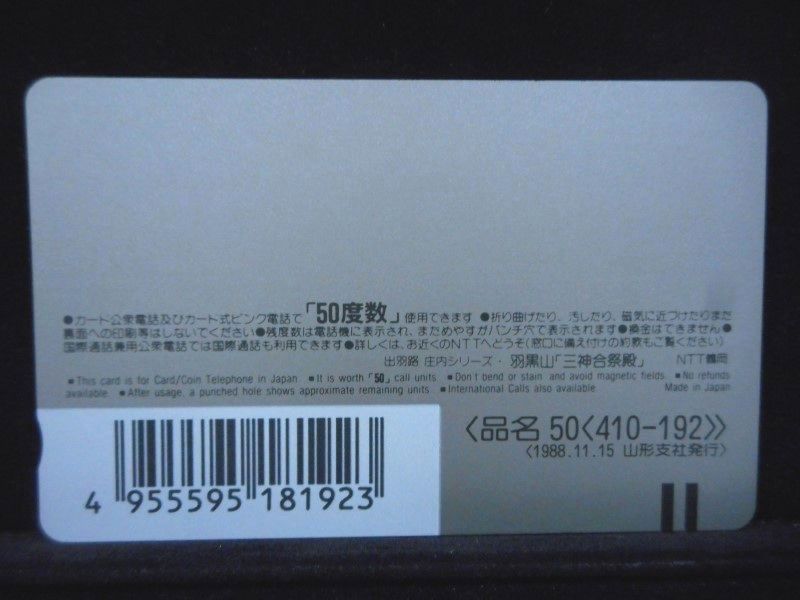 ●カード公衆電話及びカード式ピンク電話で「50度数」使用できます ●折り曲げたり、汚したり、磁気に近づけたりまた
裏面への印刷等はしないでください●残度数は電話機に表示され、まためやすがパンチ穴で表示されます●換金はできません●
国際通話兼用公衆電話では国際通話も利用できます●詳しくは、お近くのNTTへどうぞ(窓口に備え付けの約款もご覧ください)
出羽路 庄内シリーズ・羽黒山「三神合祭殿」 NTT鶴岡
■This card is for Card/Coin Telephone in Japan ■It is worth「50」call units. ■Don't bend or stain and avoid magnetic fields. ■No refunds
available. ■After usage, a punched hole shows approximate remaining units. ■International Calls also available. Made in Japan
〈品名 50〈410-192〉〉
〈1988.11.15 山形支社発行〉
4 955595 181923